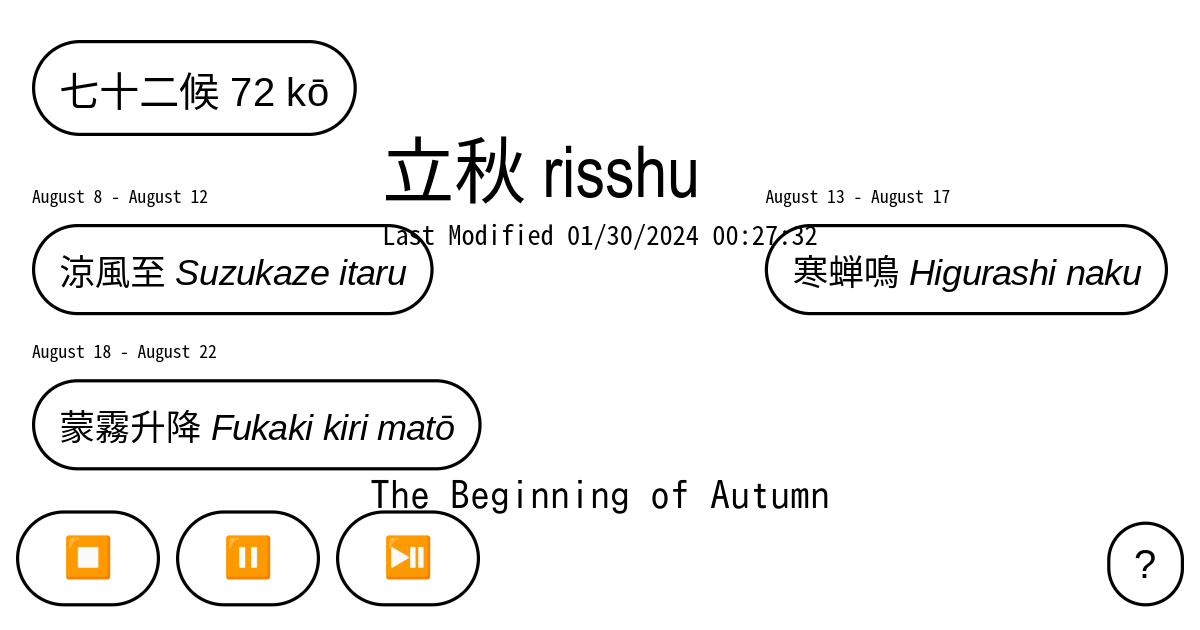 七十二候 72 kō
立秋 risshu
August 8 - August 12
August 13 - August 17
Last Modified 01/30/2024 00:27:32
涼風至 Suzukaze itaru
寒蝉鳴 Higurashi naku
August 18 - August 22
蒙霧升降 Fukaki kiri matō
The Beginning of Autumn
?